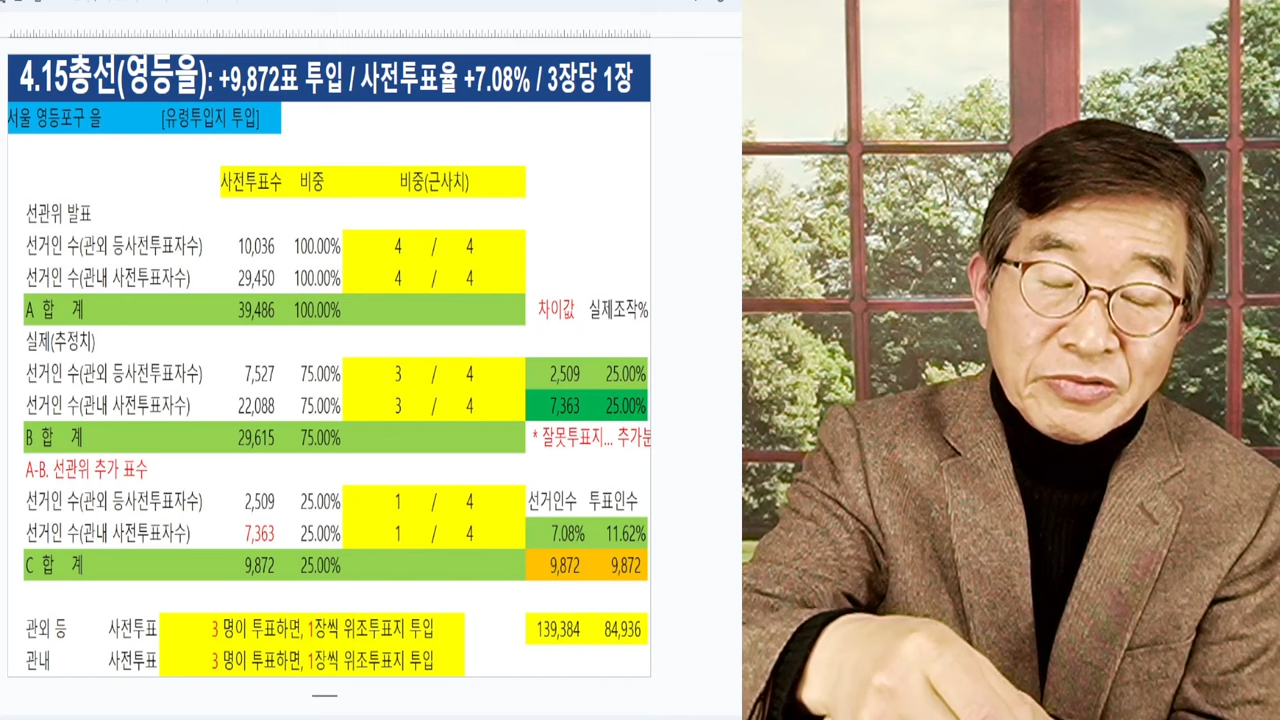 4.15총선(영등을): +9,872표 투입 / 사전투표율 +7.08% / 3장당 1장
서울 영등포구 을 [유령투입지 투입]
사전투표수 비중 비중(근사치)
선관위 발표
선거인 수(관외 등사전투표자수) 10,036 100.00% 4 / 4
선거인 수(관내 사전투표자수) 29,450 100.00% 4 / 4
A 합 계 39,486 100.00% 차이값 실제조작%
실제(추정치)
선거인 수(관외 등사전투표자수) 7,527 75.00% 3 / 4 2,509 25.00%
선거인 수(관내 사전투표자수) 22,088 75.00% 3 / 4 7,363 25.00%
B 합 계 29,615 75.00% * 잘못투표지... 추가분
A-B. 선관위 추가 표수
선거인 수(관외 등사전투표자수) 2,509 25.00% 1 / 4 선거인수 투표인수
선거인 수(관내 사전투표자수) 7,363 25.00% 1 / 4 7.08% 11.62%
C 합 계 9,872 25.00% 9,872 9,872
관외 등 사전투표 3 명이 투표하면, 1장씩 위조투표지 투입 139,384 84,936
관내 사전투표 3 명이 투표하면, 1장씩 위조투표지 투입